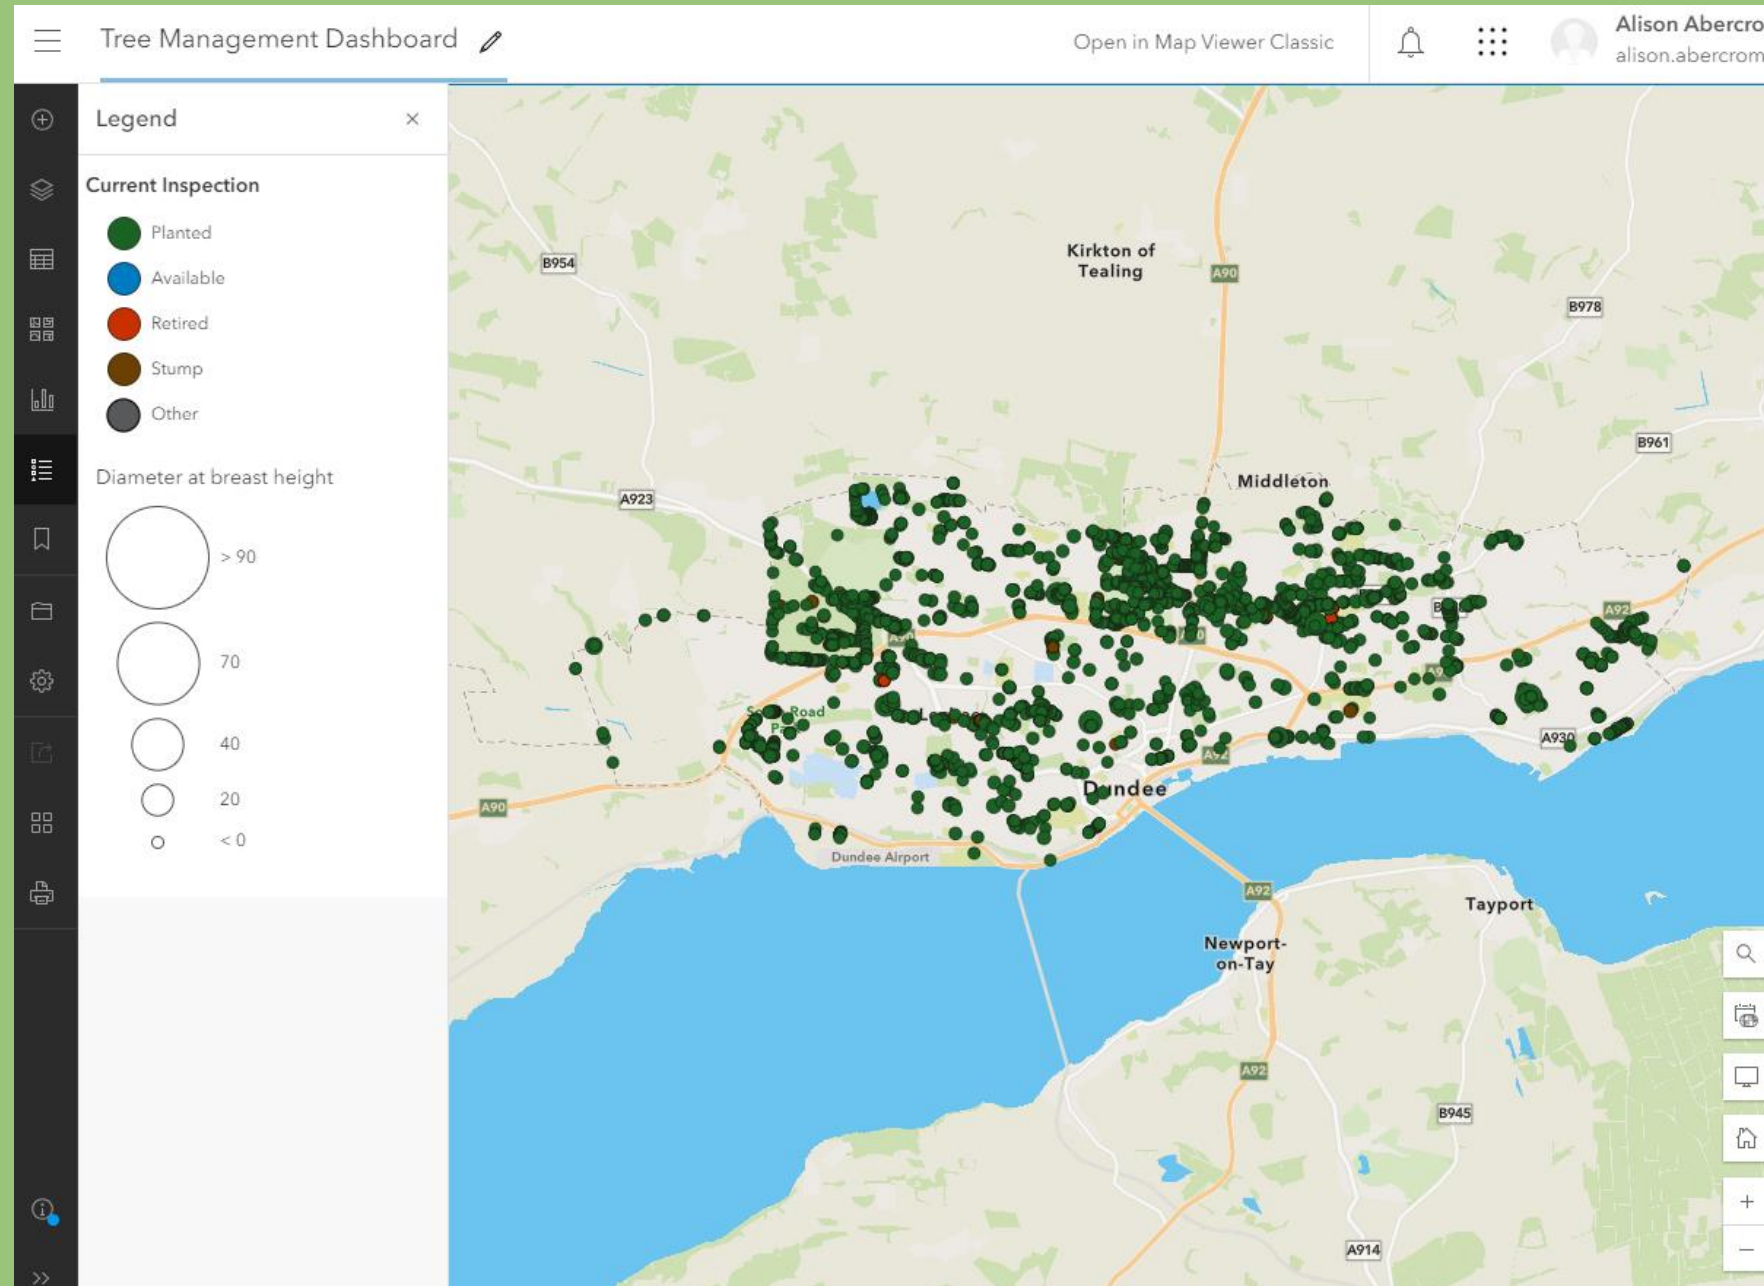 Tree Management Dashboard
Open in Map Viewer Classic
Alison Abercro
alison.abercrom
Legend
Current Inspection
Planted
Available
Retired
Stump
Other
Diameter at breast height
> 90
70
40
20
< 0
B954
Kirkton of
Tealing
A90
B978
B961
A923
Middleton
A92
Road
A92
A930
A90
Dundee
Dundee Airport
A92
Tayport
Newport-
on-Tay
A92
B945
A914